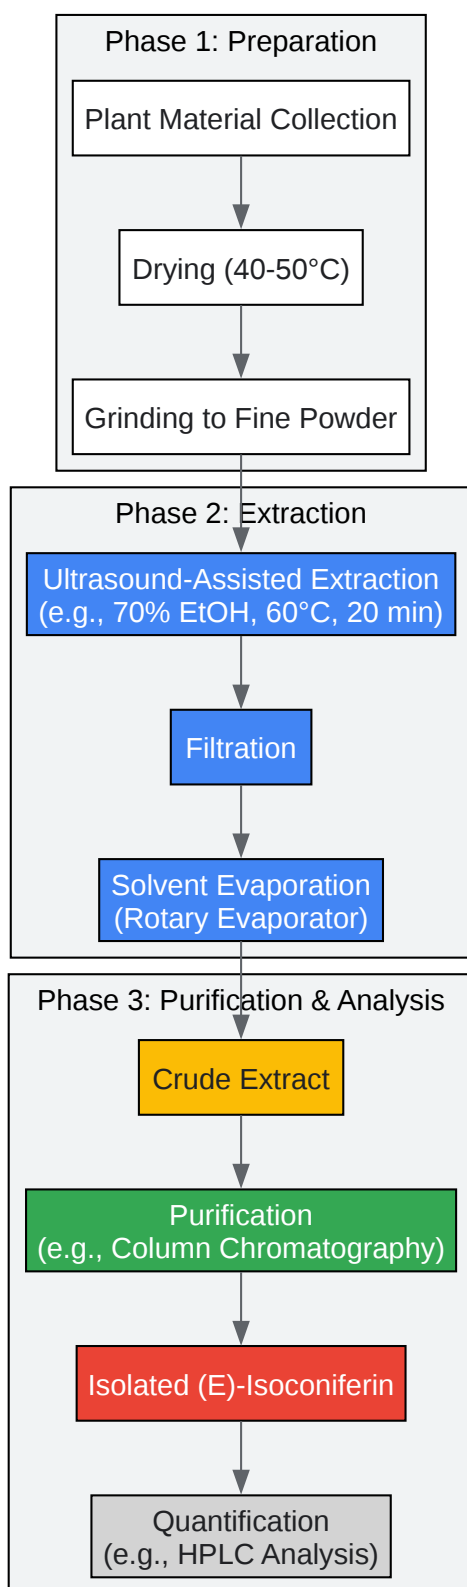 Phase 1: Preparation
Plant Material Collection
Drying (40-50°C)
Grinding to Fine Powder
Phase 2: Extraction
Ultrasound-Assisted Extraction
(e.g., 70% EtOH, 60°C, 20 min)
Filtration
Solvent Evaporation
(Rotary Evaporator)
Phase 3: Purification & Analysis
Crude Extract
Purification
(e.g., Column Chromatography)
Isolated (E)-Isoconiferin
Quantification
(e.g., HPLC Analysis)